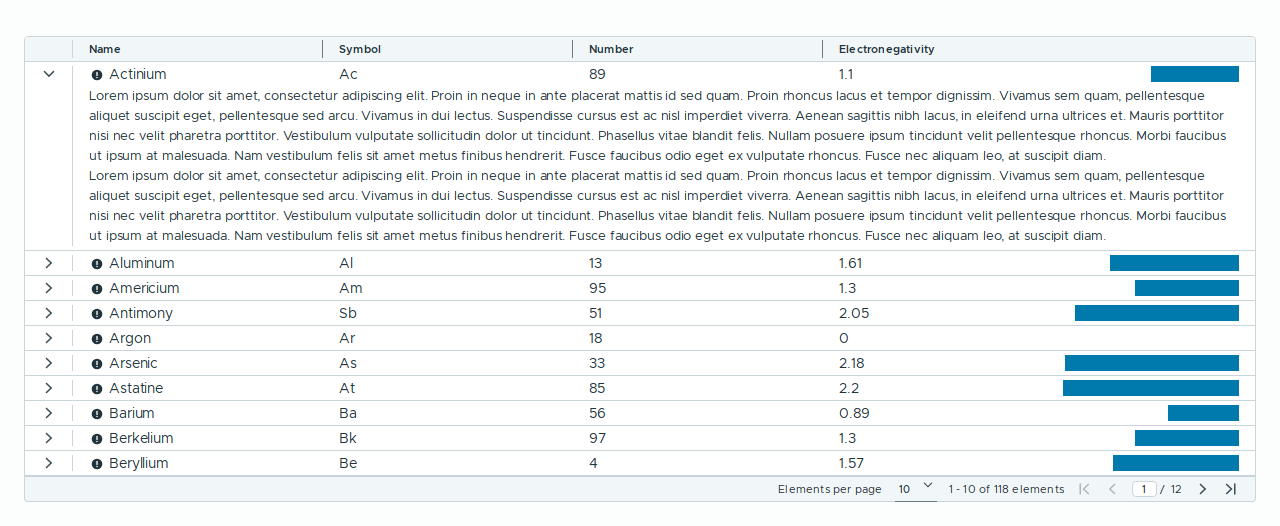 Name Symbol Number Electronegativity
Actinium Ac 89 1.1
Lorem ipsum dolor sit amet, consectetur adipiscing elit. Proin in neque in ante placerat mattis id sed quam. Proin rhoncus lacus et tempor dignissim. Vivamus sem quam, pellentesque
aliquet suscipit eget, pellentesque sed arcu. Vivamus in dui lectus. Suspendisse cursus est ac nisl imperdiet viverra. Aenean sagittis nibh lacus, in eleifend urna ultrices et. Mauris porttitor
nisi nec velit pharetra porttitor. Vestibulum vulputate sollicitudin dolor ut tincidunt. Phasellus vitae blandit felis. Nullam posuere ipsum tincidunt velit pellentesque rhoncus. Morbi faucibus
ut ipsum at malesuada. Nam vestibulum felis sit amet metus finibus hendrerit. Fusce faucibus odio eget ex vulputate rhoncus. Fusce nec aliquam leo, at suscipit diam.
Lorem ipsum dolor sit amet, consectetur adipiscing elit. Proin in neque in ante placerat mattis id sed quam. Proin rhoncus lacus et tempor dignissim. Vivamus sem quam, pellentesque
aliquet suscipit eget, pellentesque sed arcu. Vivamus in dui lectus. Suspendisse cursus est ac nisl imperdiet viverra. Aenean sagittis nibh lacus, in eleifend urna ultrices et. Mauris porttitor
nisi nec velit pharetra porttitor. Vestibulum vulputate sollicitudin dolor ut tincidunt. Phasellus vitae blandit felis. Nullam posuere ipsum tincidunt velit pellentesque rhoncus. Morbi faucibus
ut ipsum at malesuada. Nam vestibulum felis sit amet metus finibus hendrerit. Fusce faucibus odio eget ex vulputate rhoncus. Fusce nec aliquam leo, at suscipit diam.
Aluminum Al 13 1.61
Americium Am 95 1.3
Antimony Sb 51 2.05
Argon Ar 18 0
Arsenic As 33 2.18
Astatine At 85 2.2
Barium Ba 56 0.89
Berkelium Bk 97 1.3
Beryllium Be 4 1.57
Elements per page 10 1 - 10 of 118 elements 1 / 12